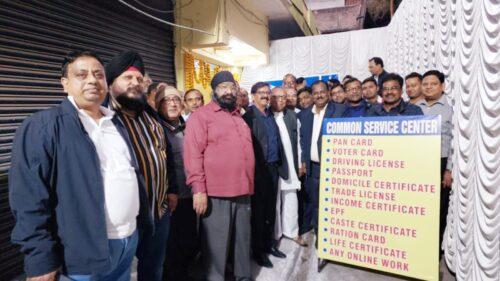 COMMON SERVICE CENTER
• PAN CARD
• VOTER CARD
• DRIVING LICENSE
• PASSPORT
• DOMICILE CERTIFICATE
• TRADE LICENSE
• INCOME CERTIFICATE
• EPF
• CASTE CERTIFICATE
• RATION CARD
• LIFE CERTIFICATE
• ANY ONLINE WORK